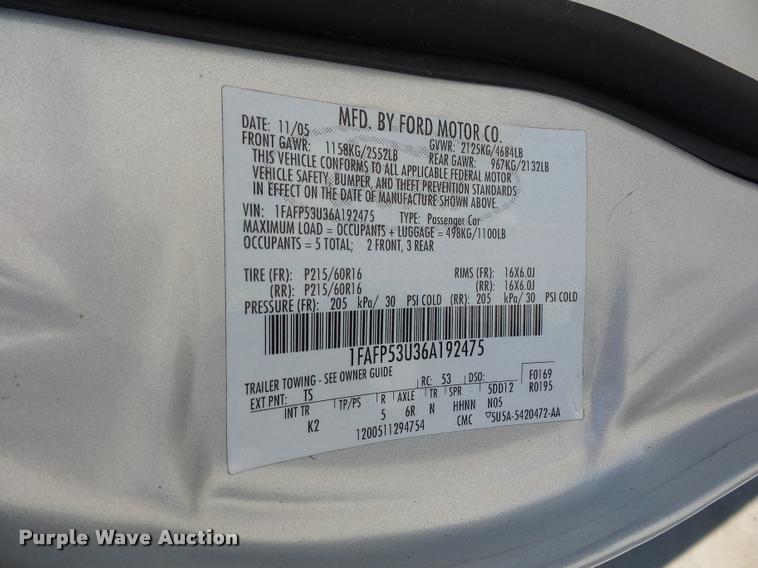 MFD. BY FORD MOTOR CO.
DATE: 11/05 GVWR: 2125KG/4684LB
FRONT GAWR: 1158KG/2552LB REAR GAWR: 967KG/2132LB
THIS VEHICLE CONFORMS TO ALL APPLICABLE FEDERAL MOTOR
VEHICLE SAFETY, BUMPER, AND THEFT PREVENTION STANDARDS
IN EFFECT ON THE DATE OF MANUFACTURE SHOWN ABOVE.
VIN: 1FAFP53U36A192475 TYPE: Passenger Car
MAXIMUM LOAD = OCCUPANTS + LUGGAGE = 498KG/1100LB
OCCUPANTS = 5 TOTAL; 2 FRONT, 3 REAR
TIRE (FR): P215/60R16 RIMS (FR): 16X6.0J
(RR): P215/60R16 (RR): 16X6.0J
PRESSURE (FR): 205 kPa/ 30 PSI COLD (RR): 205 kPa/ 30 PSI COLD
1FAFP53U36A192475
TRAILER TOWING - SEE OWNER GUIDE
EXT PNT: TS RC: 53 DSO: F0169
INT TR TP/PS R AXLE TR SPR 5DD12 R0195
K2 5 6R N HHNN N05
1200511294754 CMC ▽5U5A-5420472-AA
Purple Wave Auction